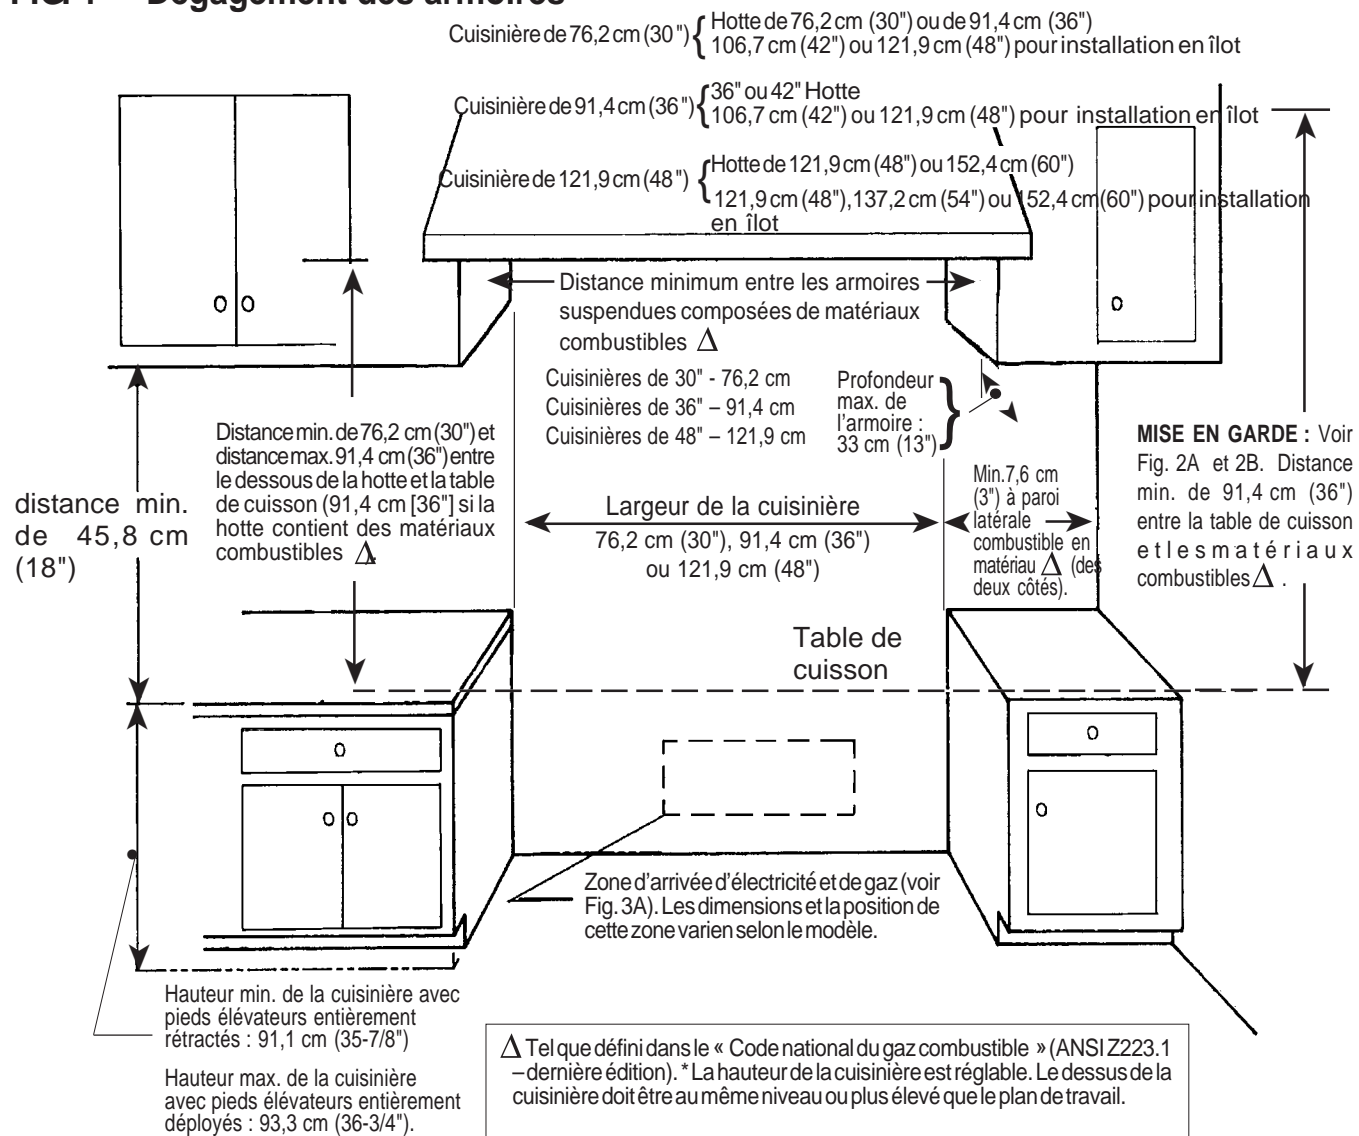 Dégagement des armoires
Cuisinière de 76,2 cm (30") { Hotte de 76,2 cm (30") ou de 91,4 cm (36")
106,7 cm (42") ou 121,9 cm (48") pour installation en îlot
Cuisinière de 91,4 cm (36") { 36" ou 42" Hotte
106,7 cm (42") ou 121,9 cm (48") pour installation en îlot
Cuisinière de 121,9 cm (48") { Hotte de 121,9 cm (48") ou 152,4 cm (60")
121,9 cm (48"), 137,2 cm (54") ou 152,4 cm (60") pour installation
en îlot
Distance minimum entre les armoires
suspendues composées de matériaux
combustibles Δ
Cuisinières de 30" - 76,2 cm
Cuisinières de 36" – 91,4 cm
Cuisinières de 48" – 121,9 cm
Profondeur
max. de
l'armoire :
33 cm (13")
distance min.
de 45,8 cm
(18")
Distance min. de 76,2 cm (30") et
distance max. 91,4 cm (36") entre
le dessous de la hotte et la table
de cuisson (91,4 cm [36"] si la
hotte contient des matériaux
combustibles Δ.
Largeur de la cuisinière
76,2 cm (30"), 91,4 cm (36")
ou 121,9 cm (48")
Min.7,6 cm
(3") à paroi
latérale
combustible en
matériau Δ (des
deux côtés).
MISE EN GARDE : Voir
Fig. 2A et 2B. Distance
min. de 91,4 cm (36")
entre la table de cuisson
et les matériaux
combustibles Δ .
Table de
cuisson
Zone d'arrivée d'électricité et de gaz (voir
Fig. 3A). Les dimensions et la position de
cette zone varien selon le modèle.
Hauteur min. de la cuisinière avec
pieds élévateurs entièrement
rétractés : 91,1 cm (35-7/8")
Hauteur max. de la cuisinière
avec pieds élévateurs entièrement
déployés : 93,3 cm (36-3/4").
Δ Tel que défini dans le « Code national du gaz combustible » (ANSI Z223.1
– dernière édition). * La hauteur de la cuisinière est réglable. Le dessus de la
cuisinière doit être au même niveau ou plus élevé que le plan de travail.